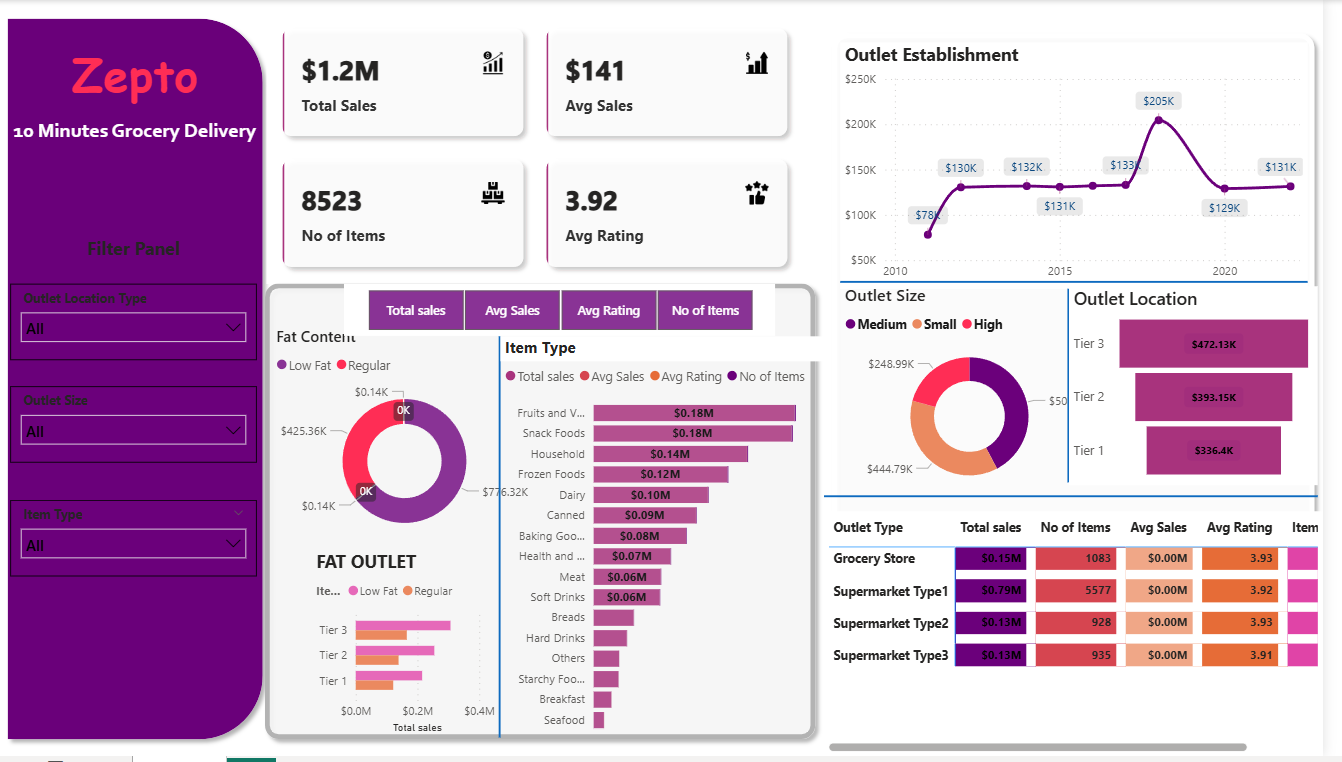 Zepto
10 Minutes Grocery Delivery
Filter Panel
Outlet Location Type
All
Outlet Size
All
Item Type
All
$1.2M
Total Sales
$141
Avg Sales
8523
No of Items
3.92
Avg Rating
Total sales Avg Sales Avg Rating No of Items
Fat Content
Low Fat Regular
$0.14K
0K
$425.36K
$776.32K
0K
$0.14K
FAT OUTLET
Ite... Low Fat Regular
Tier 3
Tier 2
Tier 1
$0.0M $0.2M $0.4M
Total sales
Item Type
Total sales Avg Sales Avg Rating No of Items
Fruits and V... $0.18M
Snack Foods $0.18M
Household $0.14M
Frozen Foods $0.12M
Dairy $0.10M
Canned $0.09M
Baking Goo... $0.08M
Health and ... $0.07M
Meat $0.06M
Soft Drinks $0.06M
Breads
Hard Drinks
Others
Starchy Foo...
Breakfast
Seafood
Outlet Establishment
$250K
$200K
$150K
$100K
$50K
$78K
$130K
$132K
$131K
$133K
$205K
$129K
$131K
2010 2015 2020
Outlet Size
Medium Small High
$248.99K
$50
$444.79K
Outlet Location
Tier 3 $472.13K
Tier 2 $393.15K
Tier 1 $336.4K
Outlet Type Total sales No of Items Avg Sales Avg Rating Item
Grocery Store $0.15M 1083 $0.00M 3.93
Supermarket Type1 $0.79M 5577 $0.00M 3.92
Supermarket Type2 $0.13M 928 $0.00M 3.93
Supermarket Type3 $0.13M 935 $0.00M 3.91